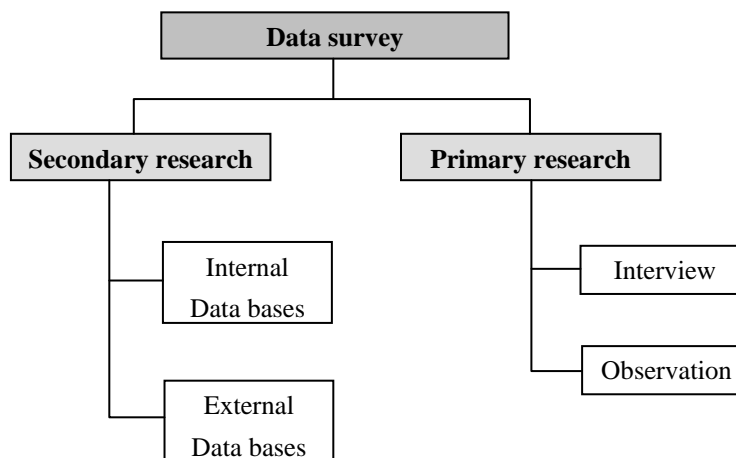 Data survey
Secondary research
Primary research
Internal
Data bases
Interview
Observation
External
Data bases